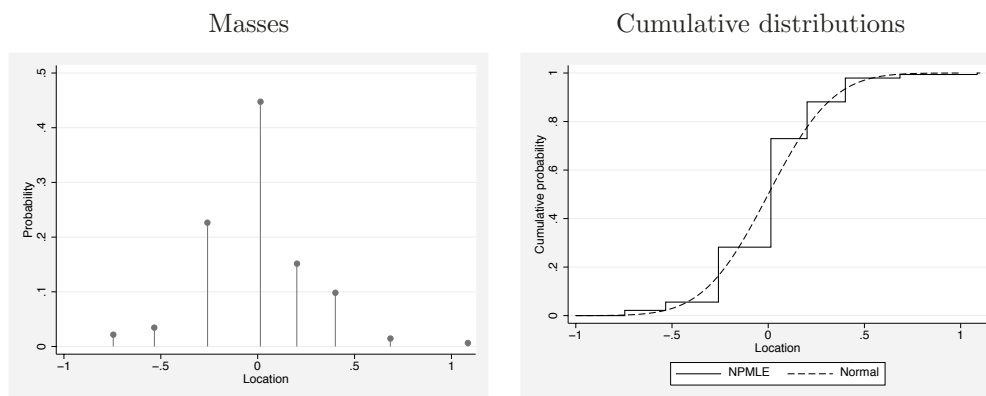 Masses
Probability
.5
.4
.3
.2
.1
0
−1
−.5
0
.5
1
Location
Cumulative distributions
Cumulative probability
1
.8
.6
.4
.2
0
−1
−.5
0
.5
1
Location
NPMLE
Normal